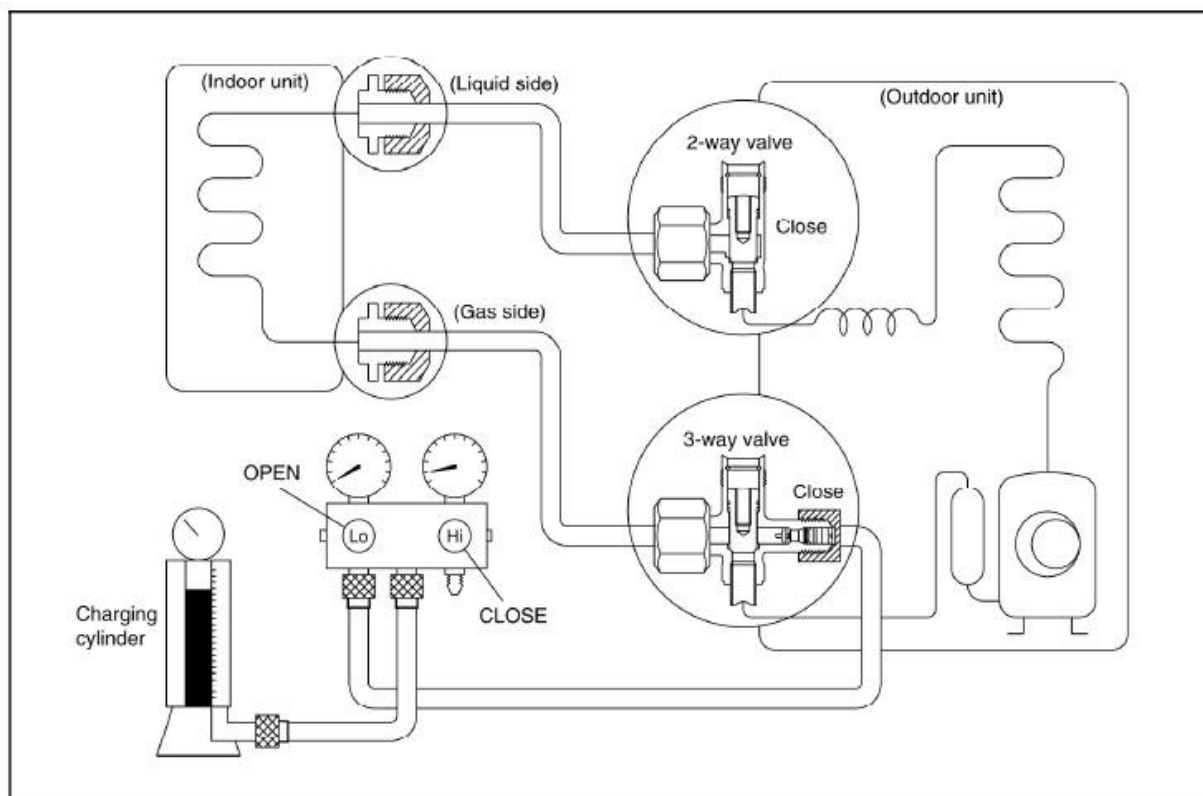 (Indoor unit)
(Liquid side)
(Outdoor unit)
2-way valve
Close
(Gas side)
3-way valve
Close
OPEN
Lo
Hi
CLOSE
Charging
cylinder